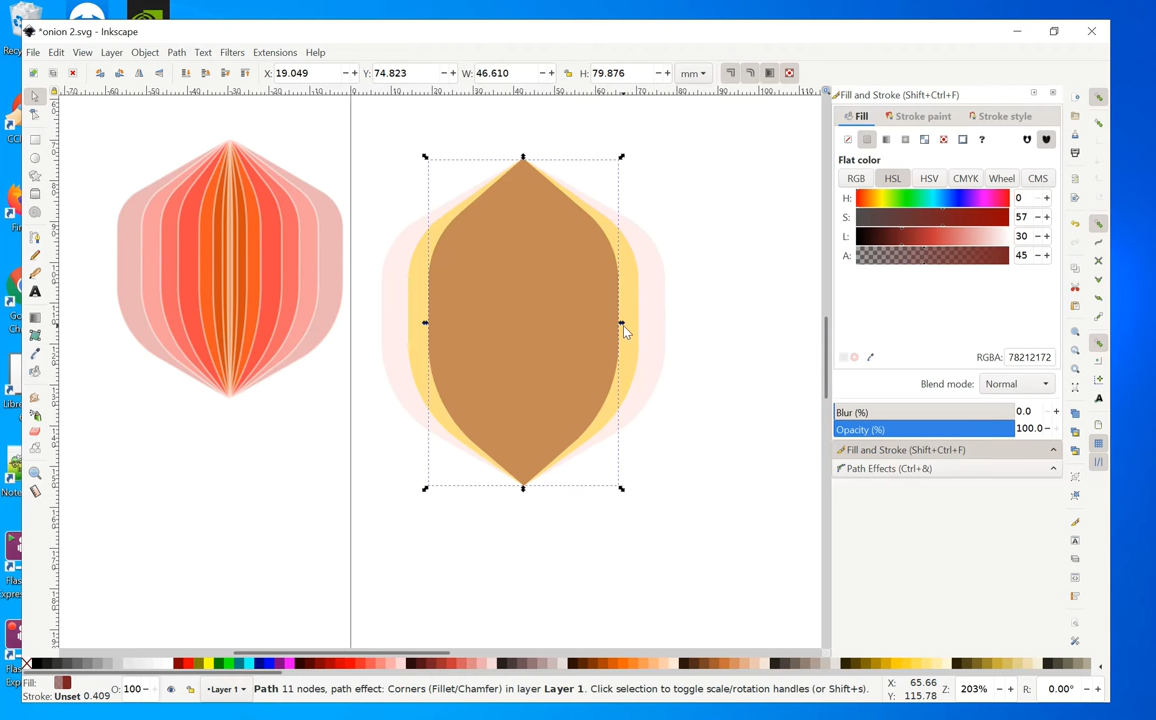 *onion 2.svg - Inkscape
File Edit View Layer Object Path Text Filters Extensions Help
X: 19.049 − + Y: 74.823 − + W: 46.610 − + H: 79.876 − + mm
Fill and Stroke (Shift+Ctrl+F)
Fill Stroke paint Stroke style
?
Flat color
RGB HSL HSV CMYK Wheel CMS
H: 0 − +
S: 57 − +
L: 30 − +
A: 45 − +
RGBA: 78212172
Blend mode: Normal
Blur (%) 0.0 − +
Opacity (%) 100.0 − +
Fill and Stroke (Shift+Ctrl+F)
Path Effects (Ctrl+&)
Fill:
Stroke: Unset 0.409 O: 100 − + •Layer 1 Path 11 nodes, path effect: Corners (Fillet/Chamfer) in layer Layer 1. Click selection to toggle scale/rotation handles (or Shift+s). X: 65.66 Y: 115.78 Z: 203% − + R: 0.00° − +